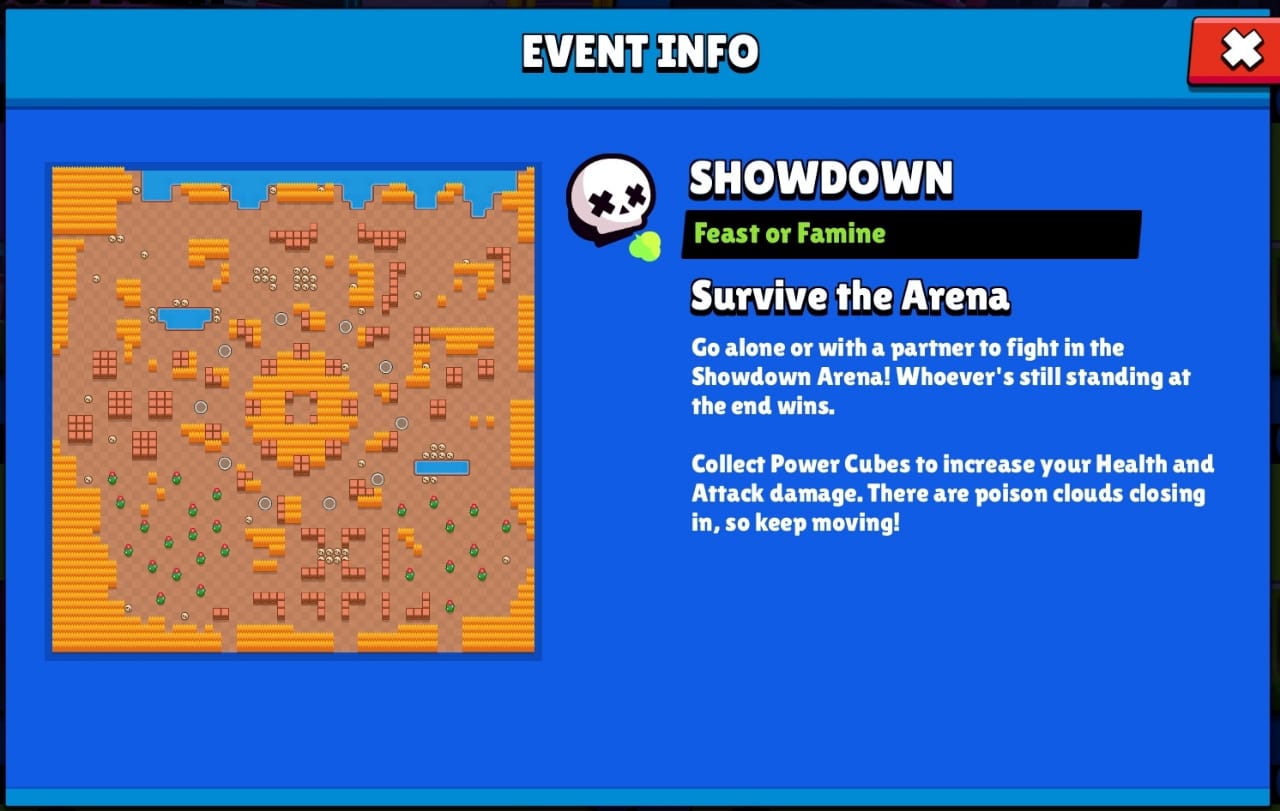 EVENT INFO
SHOWDOWN
Feast or Famine
Survive the Arena
Go alone or with a partner to fight in the
Showdown Arena! Whoever's still standing at
the end wins.
Collect Power Cubes to increase your Health and
Attack damage. There are poison clouds closing
in, so keep moving!